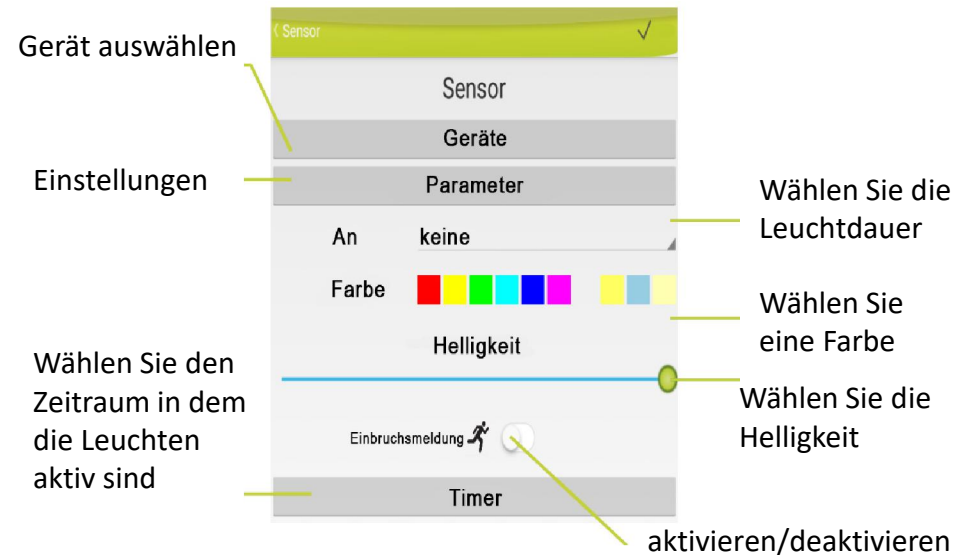 Sensor
Gerät auswählen
Sensor
Geräte
Einstellungen
Parameter
Wählen Sie die
Leuchtdauer
An keine
Farbe
Wählen Sie
eine Farbe
Helligkeit
Wählen Sie die
Helligkeit
Wählen Sie den
Zeitraum in dem
die Leuchten
aktiv sind
Einbruchsmeldung
Timer
aktivieren/deaktivieren